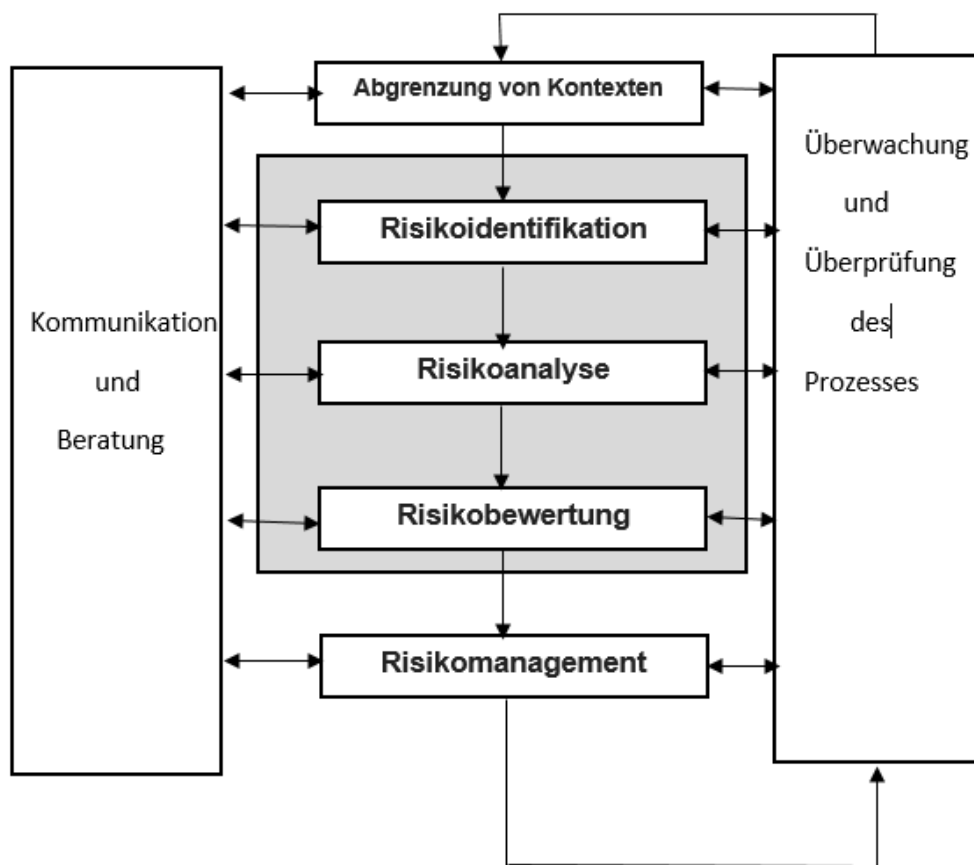 Abgrenzung von Kontexten
Risikoidentifikation
Risikoanalyse
Risikobewertung
Risikomanagement
Kommunikation
und
Beratung
Überwachung
und
Überprüfung
des
Prozesses